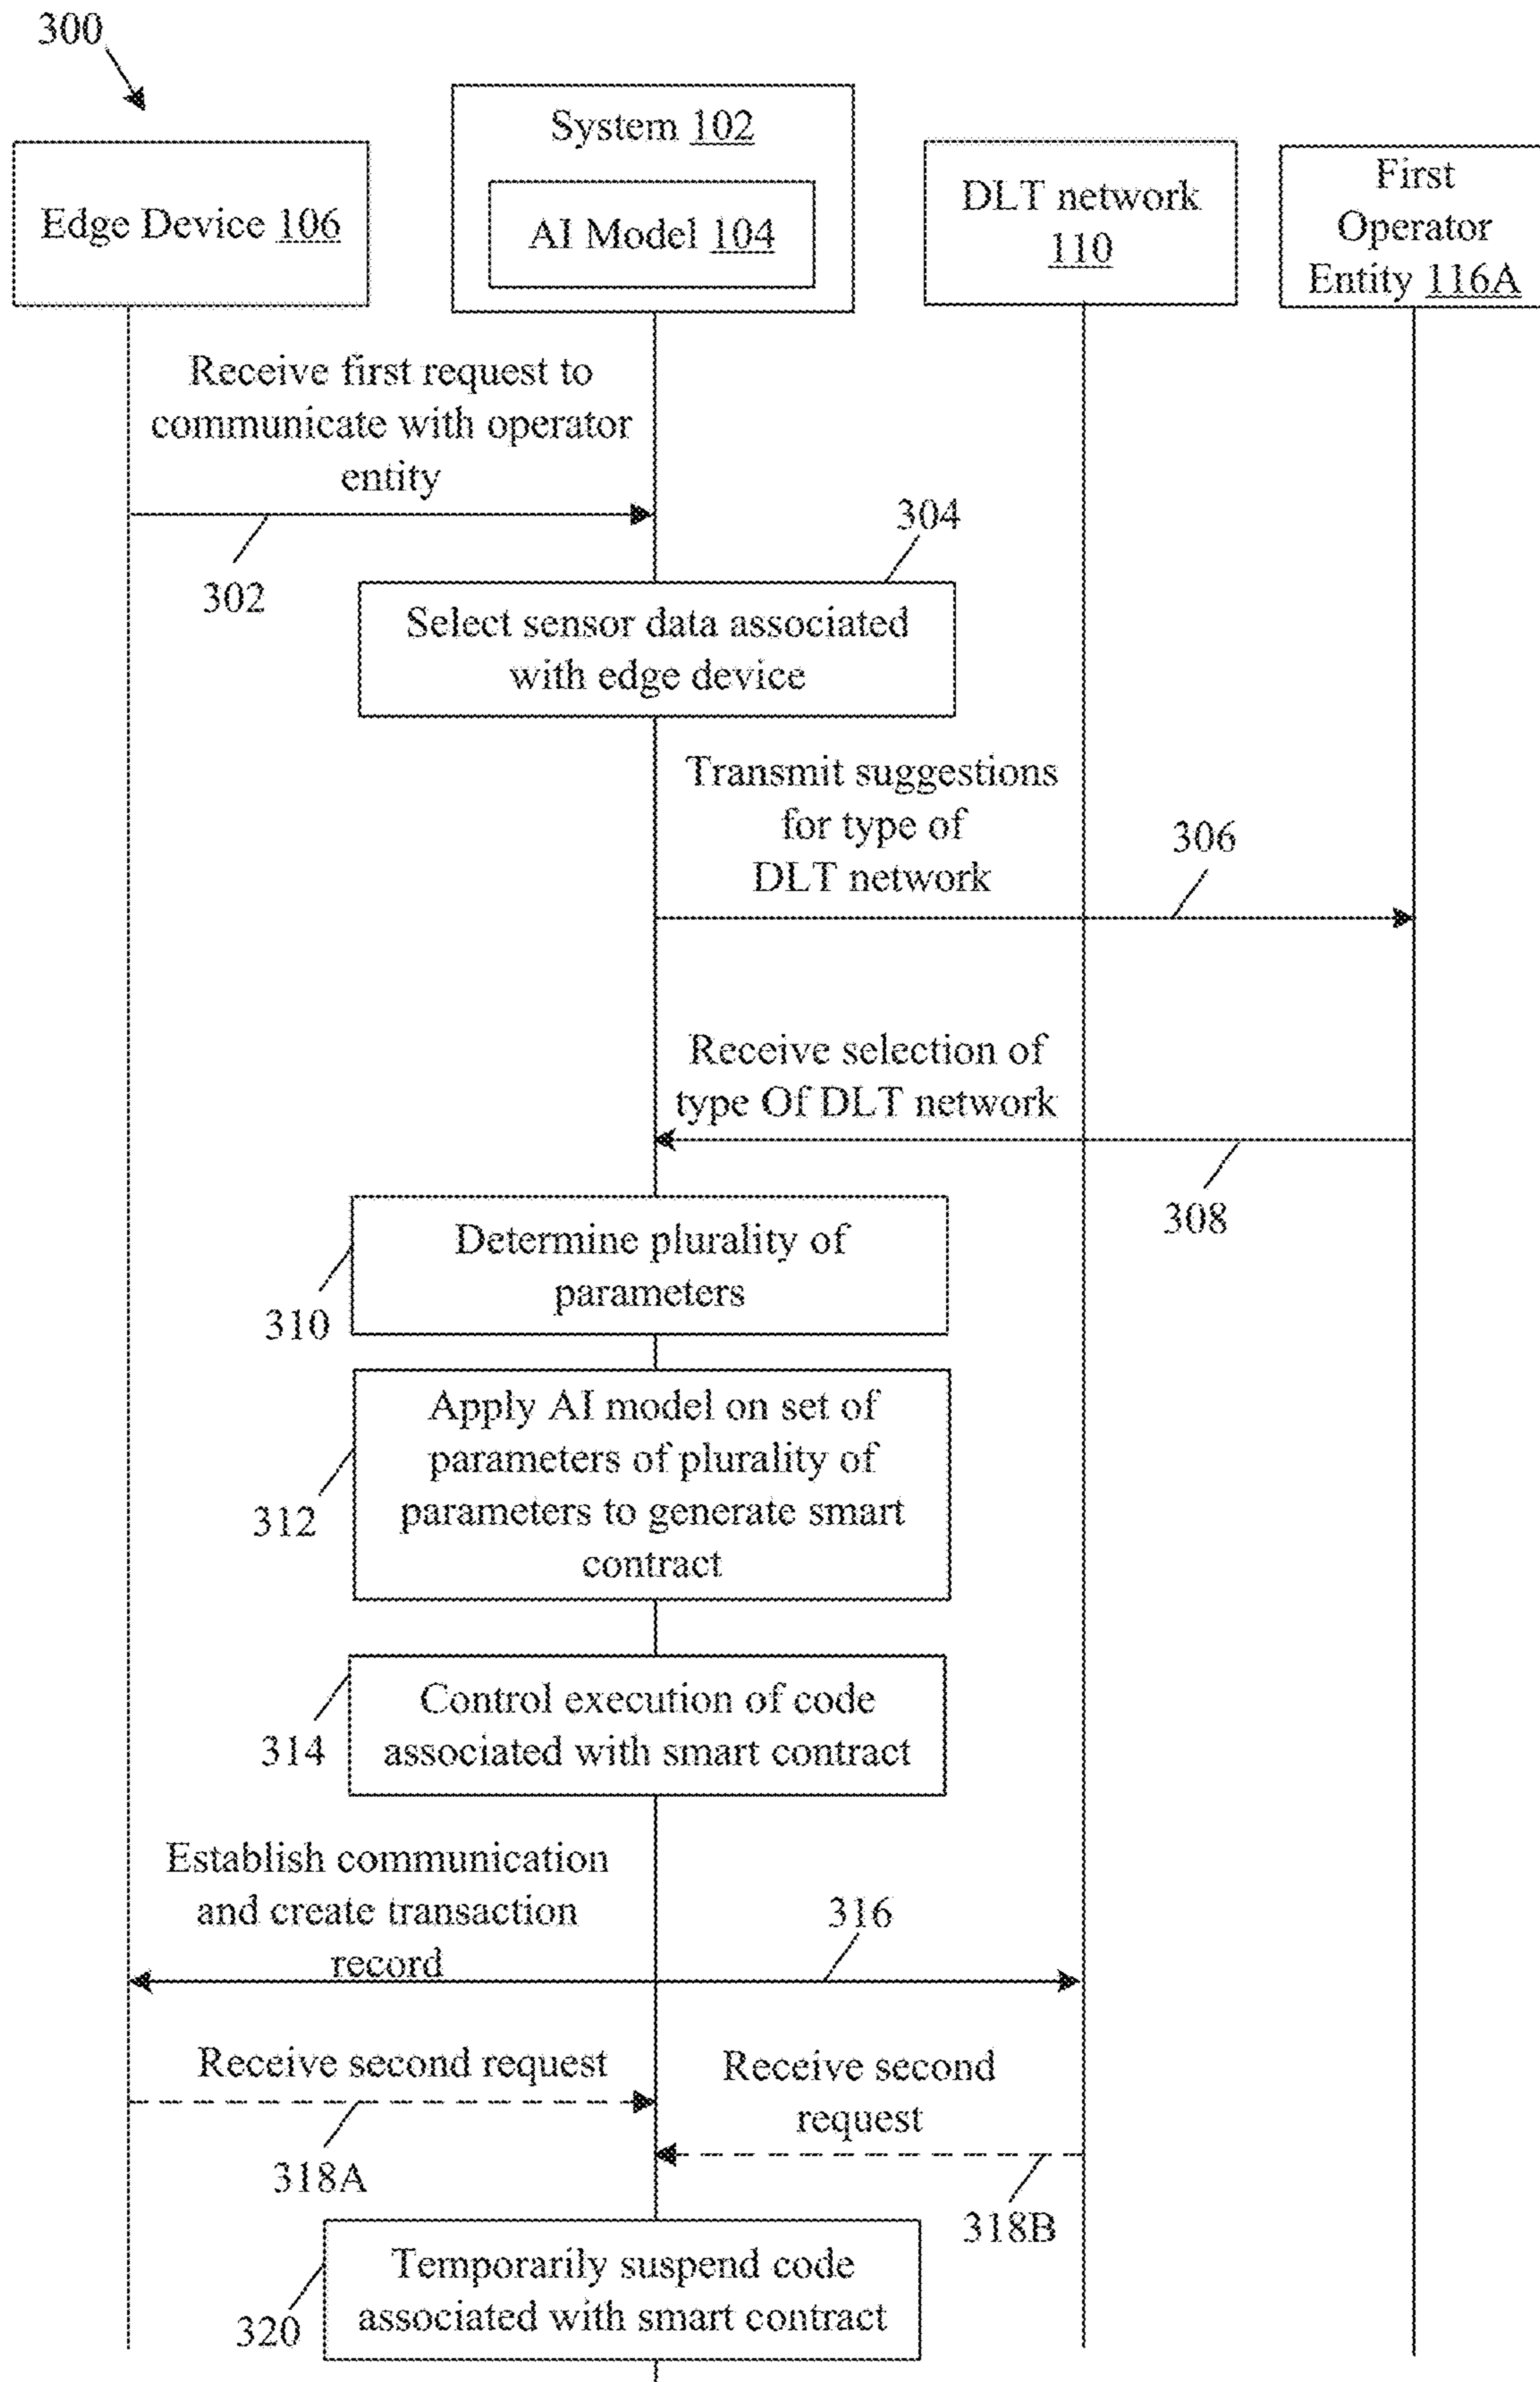 300
Edge Device 106
System 102
AI Model 104
DLT network
110
First
Operator
Entity 116A
Receive first request to
communicate with operator
entity
302
304
Select sensor data associated
with edge device
Transmit suggestions
for type of
DLT network
306
Receive selection of
type Of DLT network
308
Determine plurality of
parameters
310
Apply AI model on set of
parameters of plurality of
parameters to generate smart
contract
312
Control execution of code
associated with smart contract
314
Establish communication
and create transaction
record
316
Receive second request
318A
Receive second
request
318B
Temporarily suspend code
associated with smart contract
320